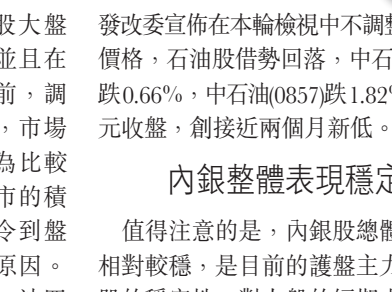 股大盤
並且在
前，調
，市場
為比較
市的積
令到盤
原因。
發改委宣佈在本輪檢視中不調整
價格，石油股借勢回落，中石
跌0.66%，中石油(0857)跌1.82%
元收盤，創接近兩個月新低。
內銀整體表現穩定
值得注意的是，內銀股總體
相對較穩，是目前的護盤主力